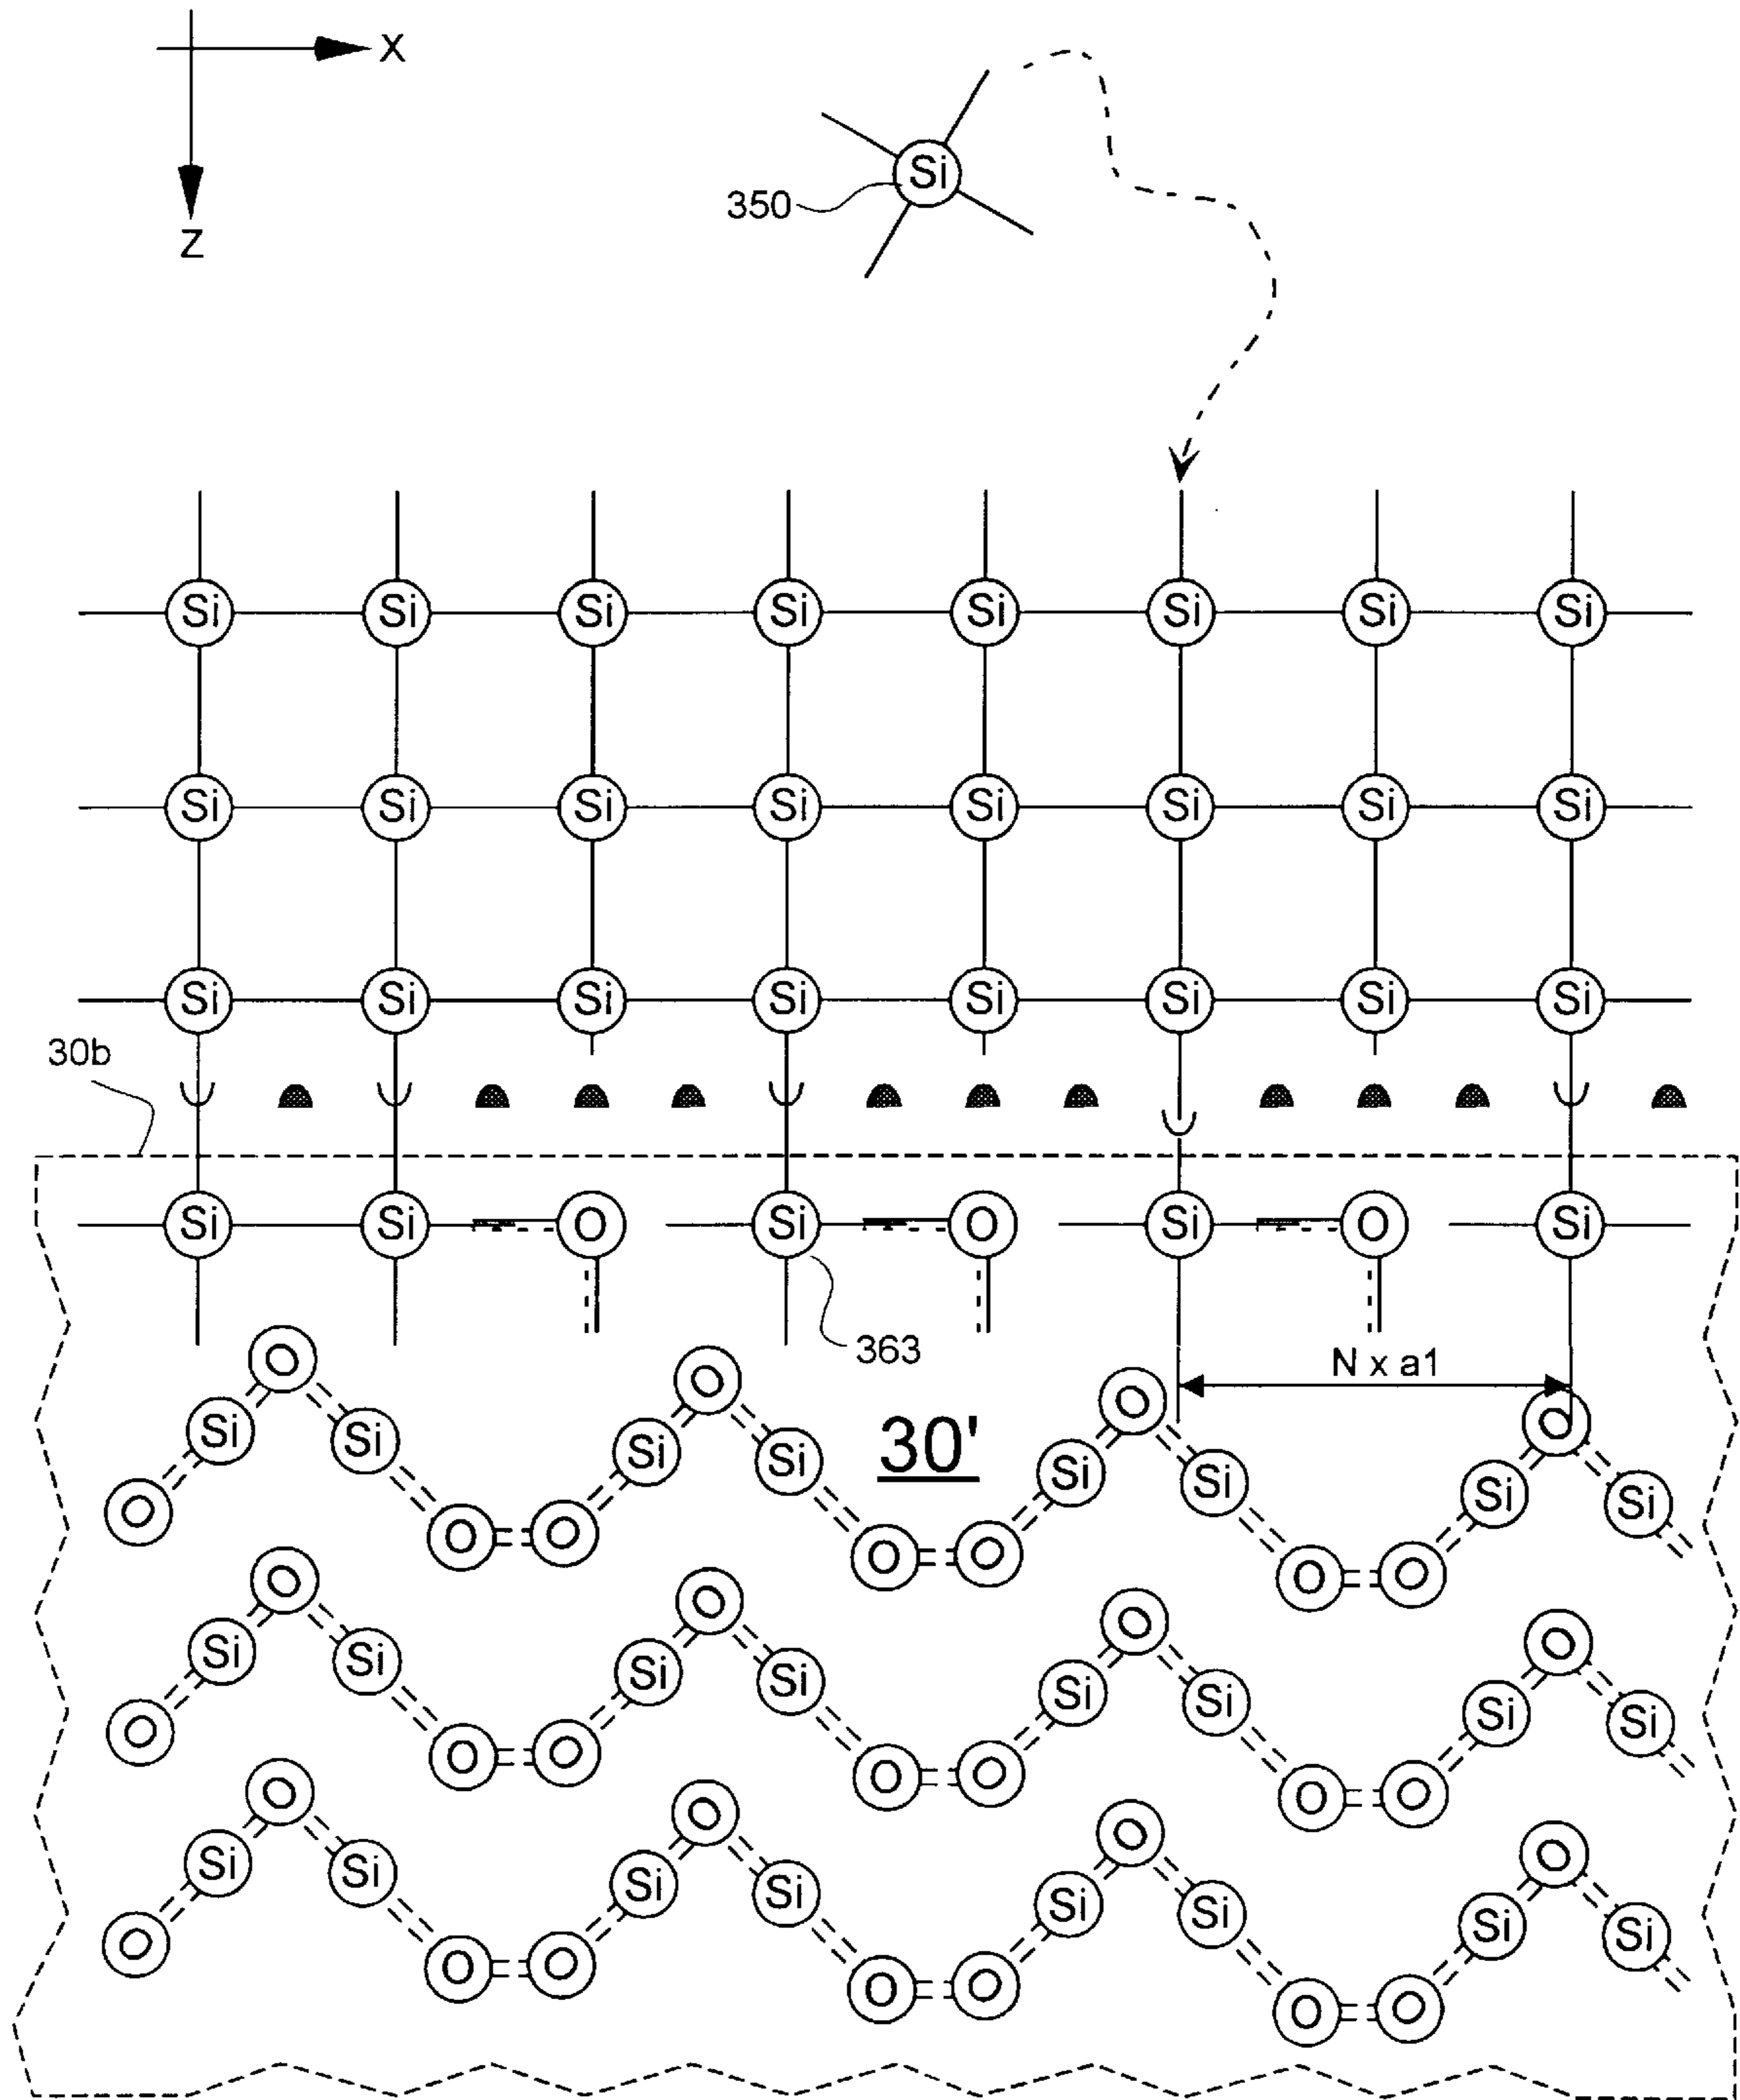 X
Z
Si
350
Si Si Si Si Si Si Si Si
Si Si Si Si Si Si Si Si
Si Si Si Si Si Si Si Si
30b
Si Si O Si O Si O Si
363
N x a1
30'
O Si O Si O O Si O Si O O Si O Si O O Si O Si
O Si O Si O O Si O Si O O Si O Si O O Si O Si
O Si O Si O O Si O Si O O Si O Si O O Si O Si